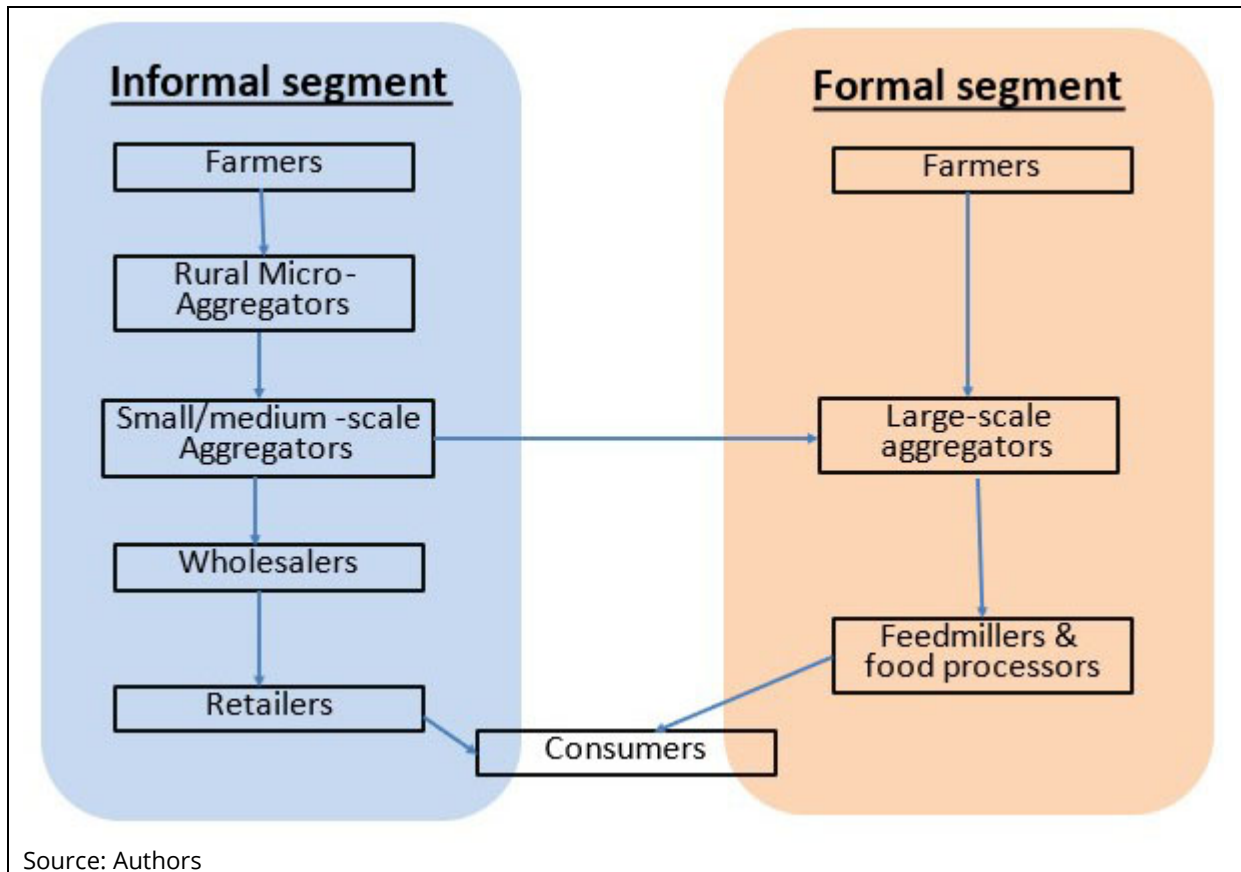 Informal segment
Farmers
Rural Micro-
Aggregators
Small/medium -scale
Aggregators
Wholesalers
Retailers
Formal segment
Farmers
Large-scale
aggregators
Feedmillers &
food processors
Consumers
Source: Authors